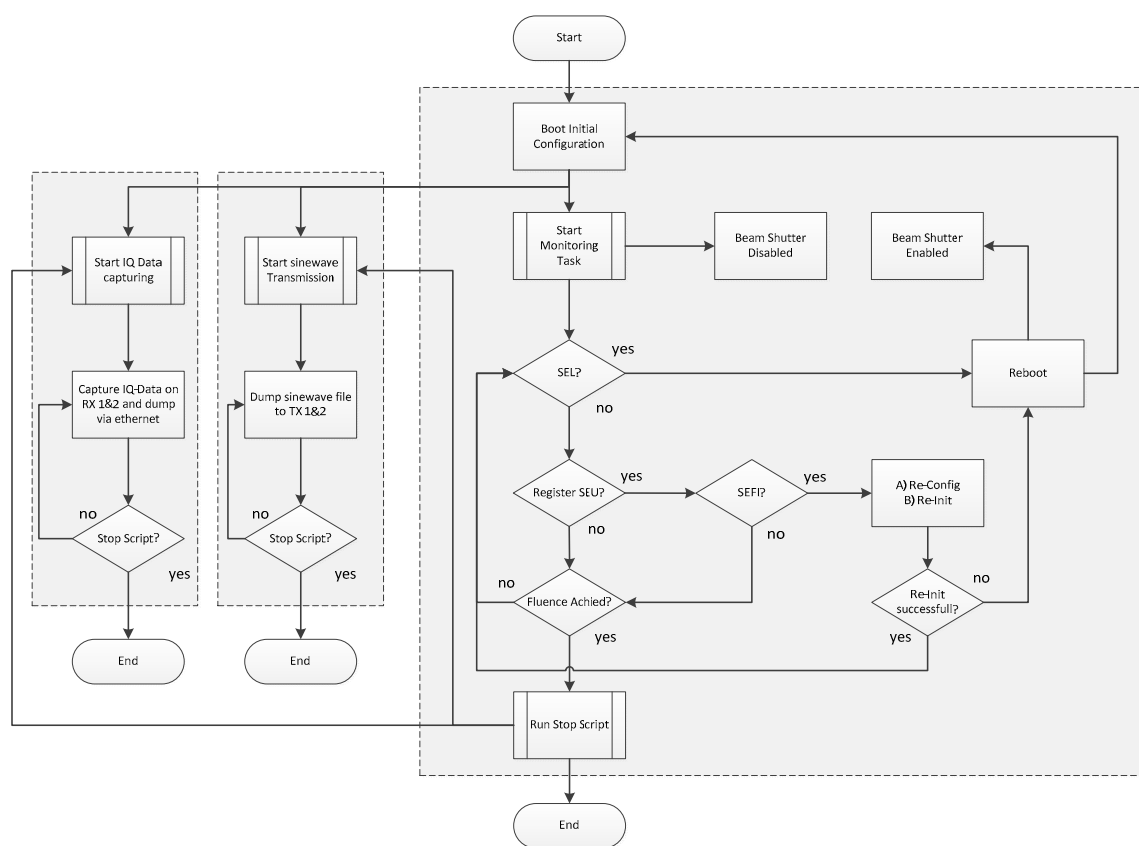 Start
Boot Initial
Configuration
Start IQ Data
capturing
Start sinewave
Transmission
Start
Monitoring
Task
Beam Shutter
Disabled
Beam Shutter
Enabled
SEL?
yes
no
Reboot
Capture IQ-Data on
RX 1&2 and dump
via ethernet
Dump sinewave file
to TX 1&2
Register SEU?
yes
no
SEFI?
yes
no
A) Re-Config
B) Re-Init
Stop Script?
no
yes
Stop Script?
no
yes
Fluence Achied?
no
yes
Re-Init
successfull?
no
yes
End
End
Run Stop Script
End